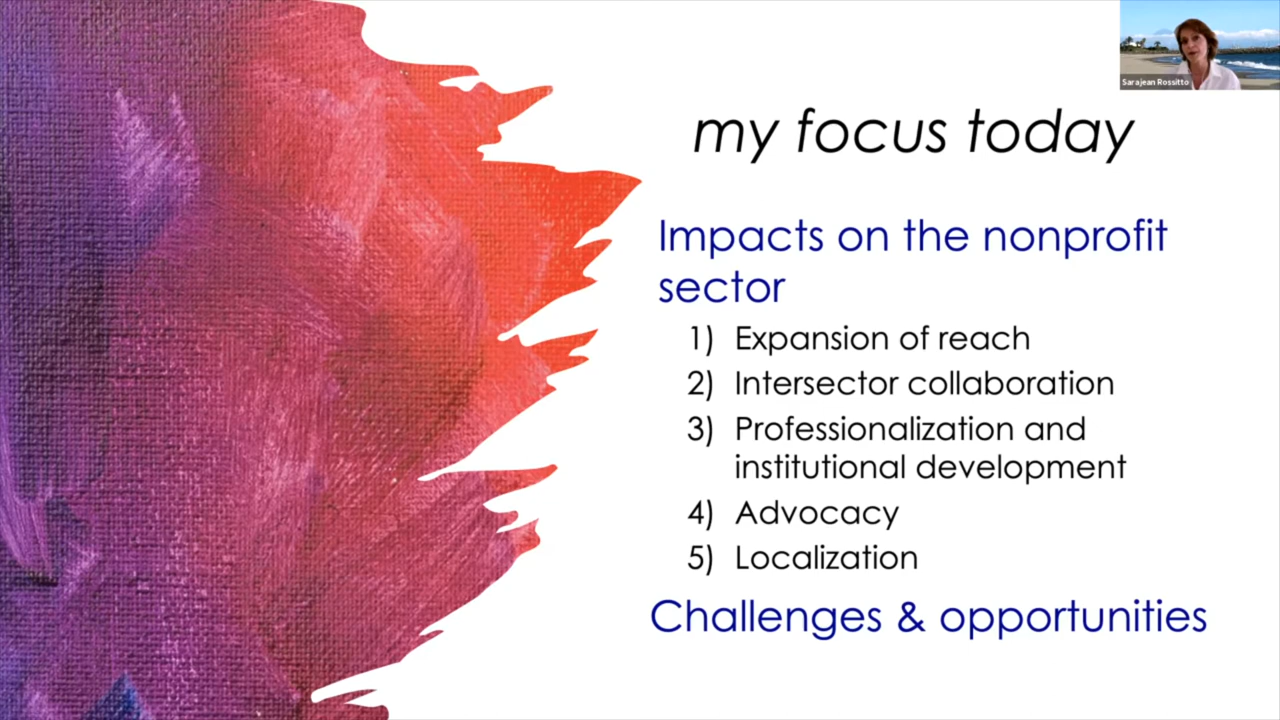 Sarajean Rossitto
my focus today
Impacts on the nonprofit
sector
1) Expansion of reach
2) Intersector collaboration
3) Professionalization and
institutional development
4) Advocacy
5) Localization
Challenges & opportunities